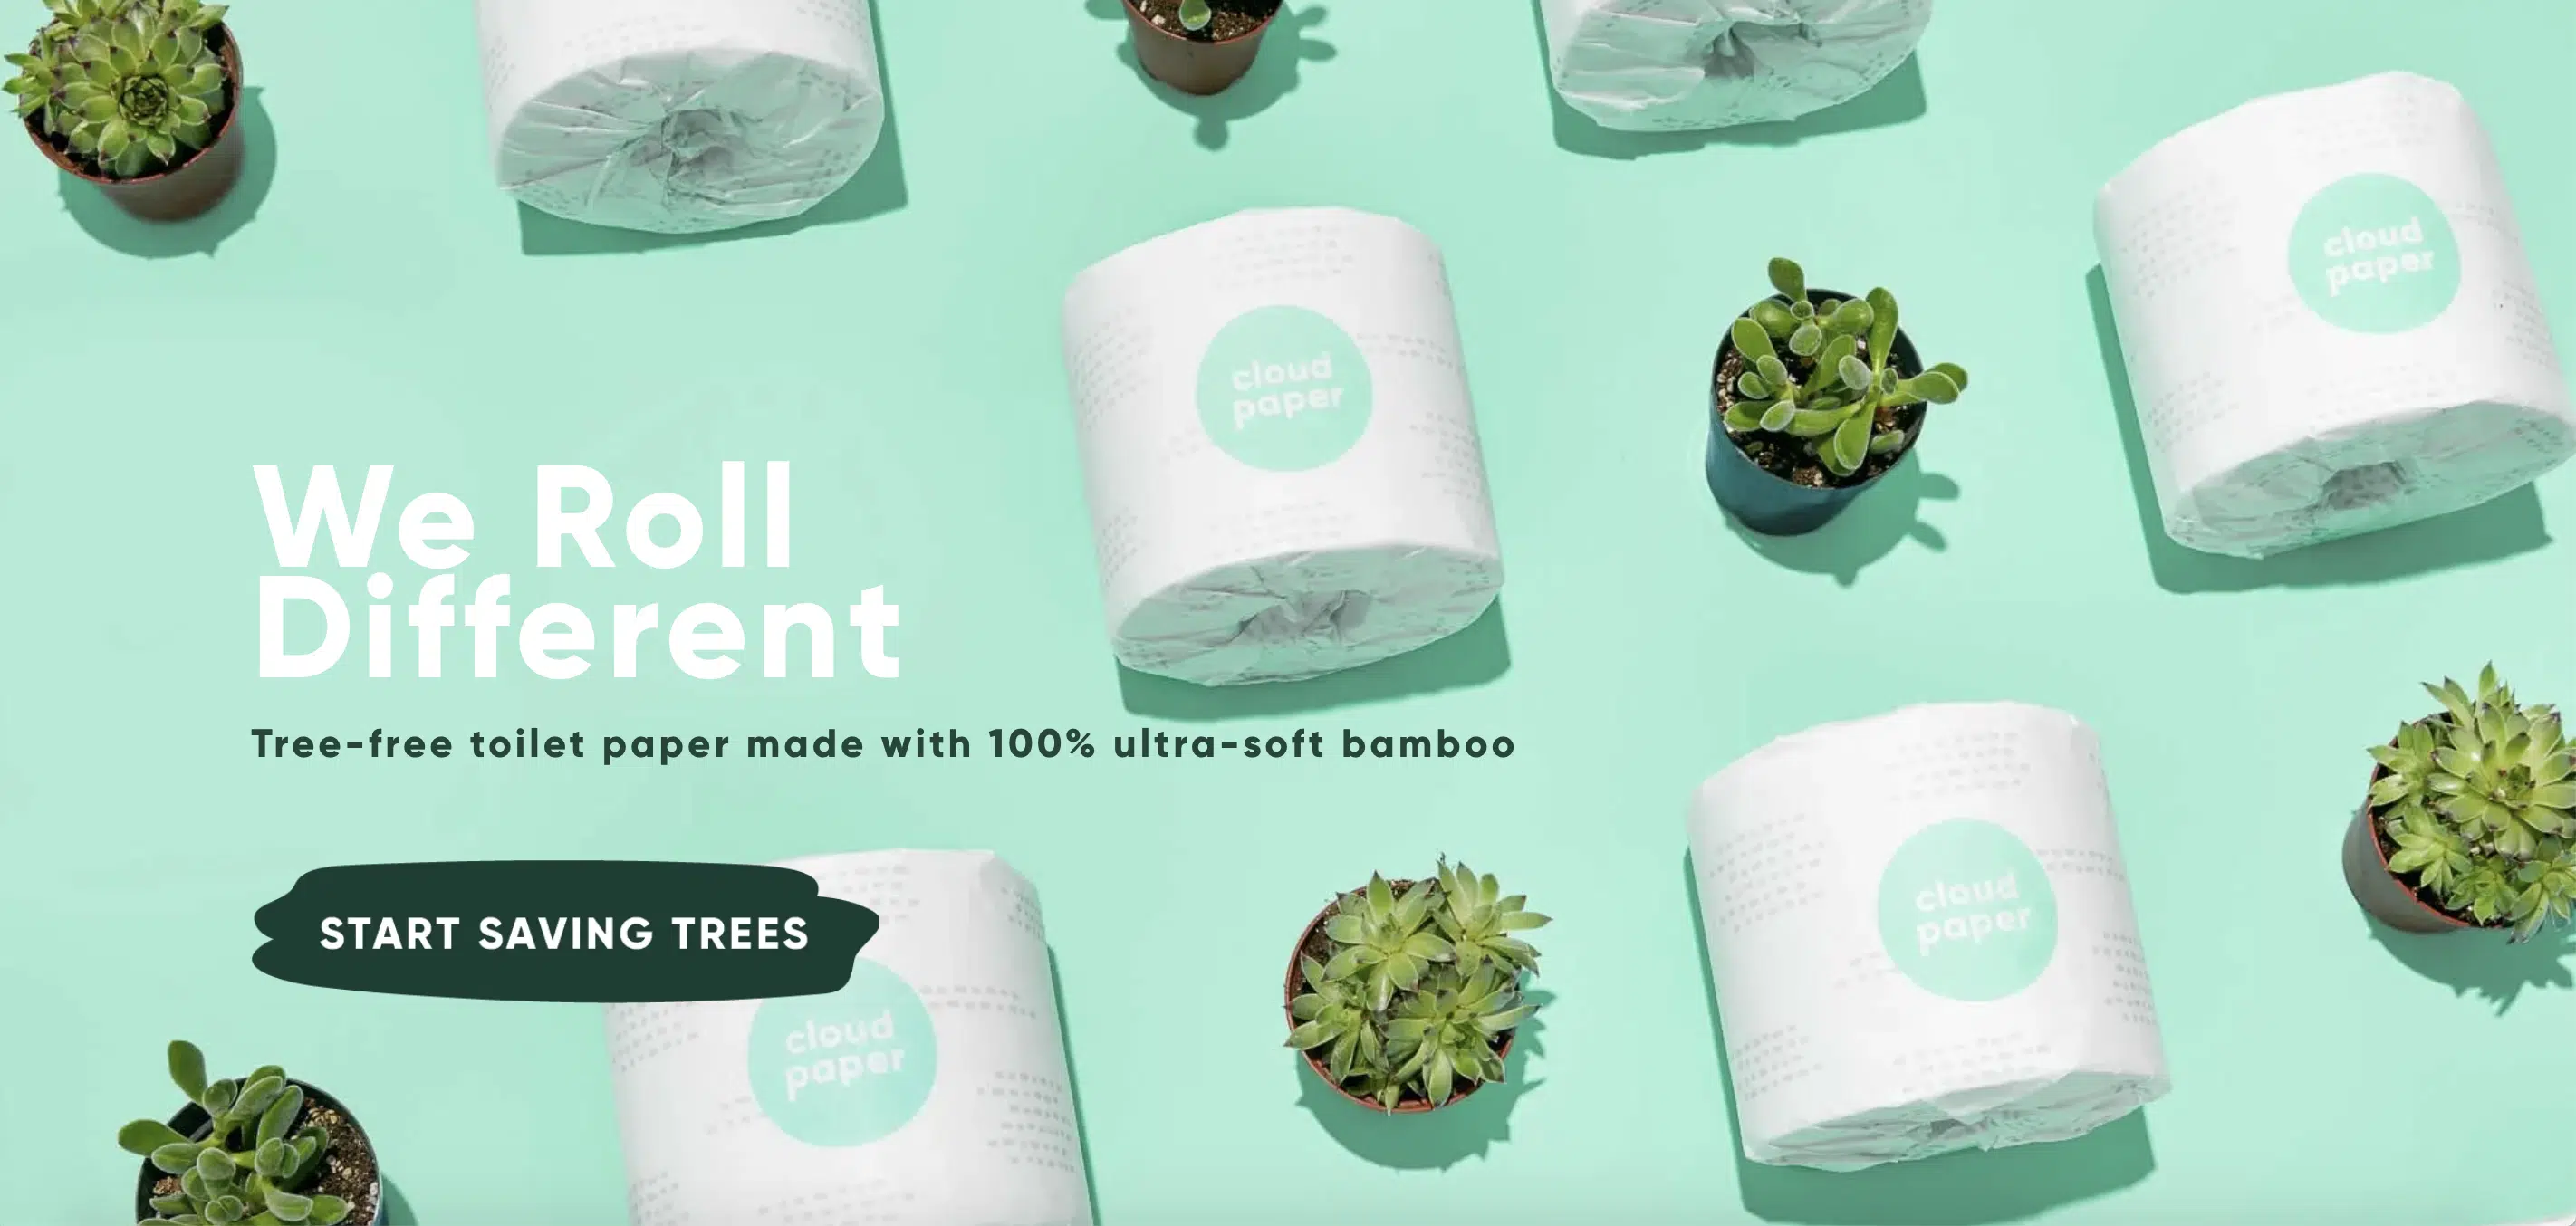 We Roll
Different
Tree-free toilet paper made with 100% ultra-soft bamboo
START SAVING TREES
cloud
paper
cloud
paper
cloud
paper
cloud
paper